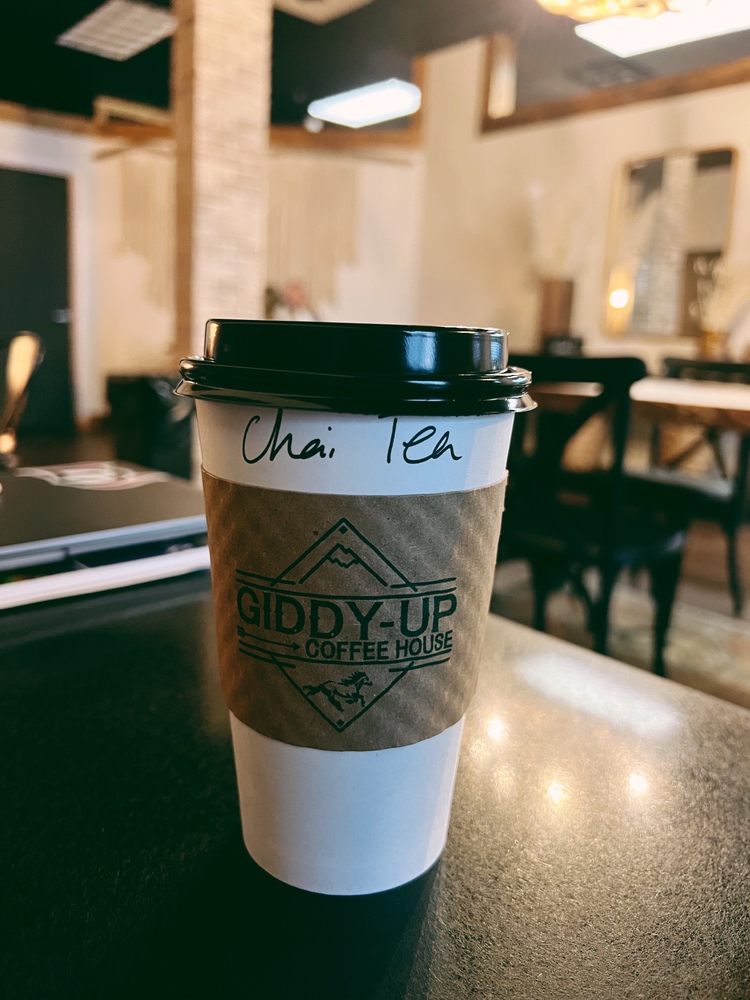 Chai Tea
GIDDY-UP
COFFEE HOUSE